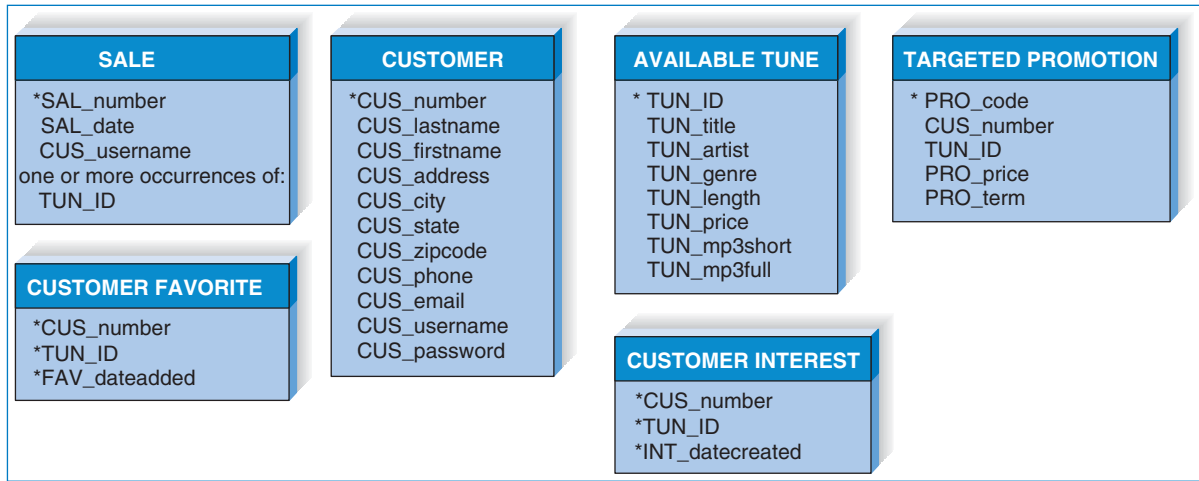 SALE
*SAL_number
SAL_date
CUS_username
one or more occurrences of:
TUN_ID
CUSTOMER
*CUS_number
CUS_lastname
CUS_firstname
CUS_address
CUS_city
CUS_state
CUS_zipcode
CUS_phone
CUS_email
CUS_username
CUS_password
AVAILABLE TUNE
* TUN_ID
TUN_title
TUN_artist
TUN_genre
TUN_length
TUN_price
TUN_mp3short
TUN_mp3full
TARGETED PROMOTION
* PRO_code
CUS_number
TUN_ID
PRO_price
PRO_term
CUSTOMER FAVORITE
*CUS_number
*TUN_ID
*FAV_dateadded
CUSTOMER INTEREST
*CUS_number
*TUN_ID
*INT_datecreated